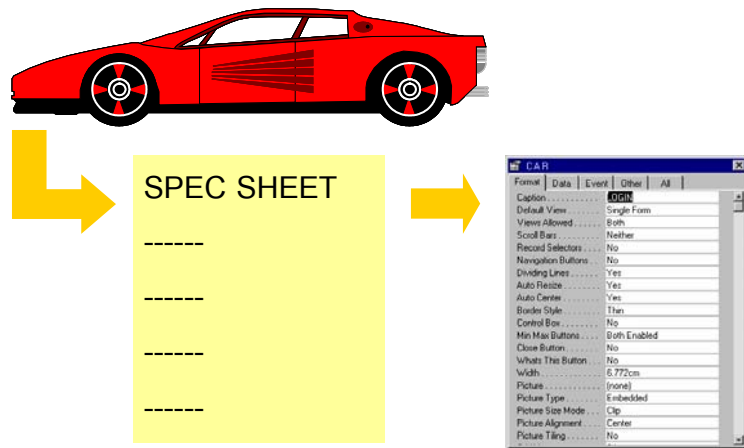 SPEC SHEET
------
------
------
------
CAR
Format Data Event Other All
Caption . . . . . . . . . . . . LOGIN
Default View . . . . . . . Single Form
Views Allowed . . . . . Both
Scroll Bars . . . . . . . . . Neither
Record Selectors . . . No
Navigation Buttons . . No
Dividing Lines . . . . . . Yes
Auto Resize . . . . . . . . Yes
Auto Center . . . . . . . . Yes
Border Style . . . . . . . . Thin
Control Box . . . . . . . . No
Min Max Buttons . . . . Both Enabled
Close Button . . . . . . . No
Whats This Button . . . No
Width . . . . . . . . . . . . . 6.772cm
Picture . . . . . . . . . . . . (none)
Picture Type . . . . . . . Embedded
Picture Size Mode . . . Clip
Picture Alignment . . . . Center
Picture Tiling . . . . . . . No